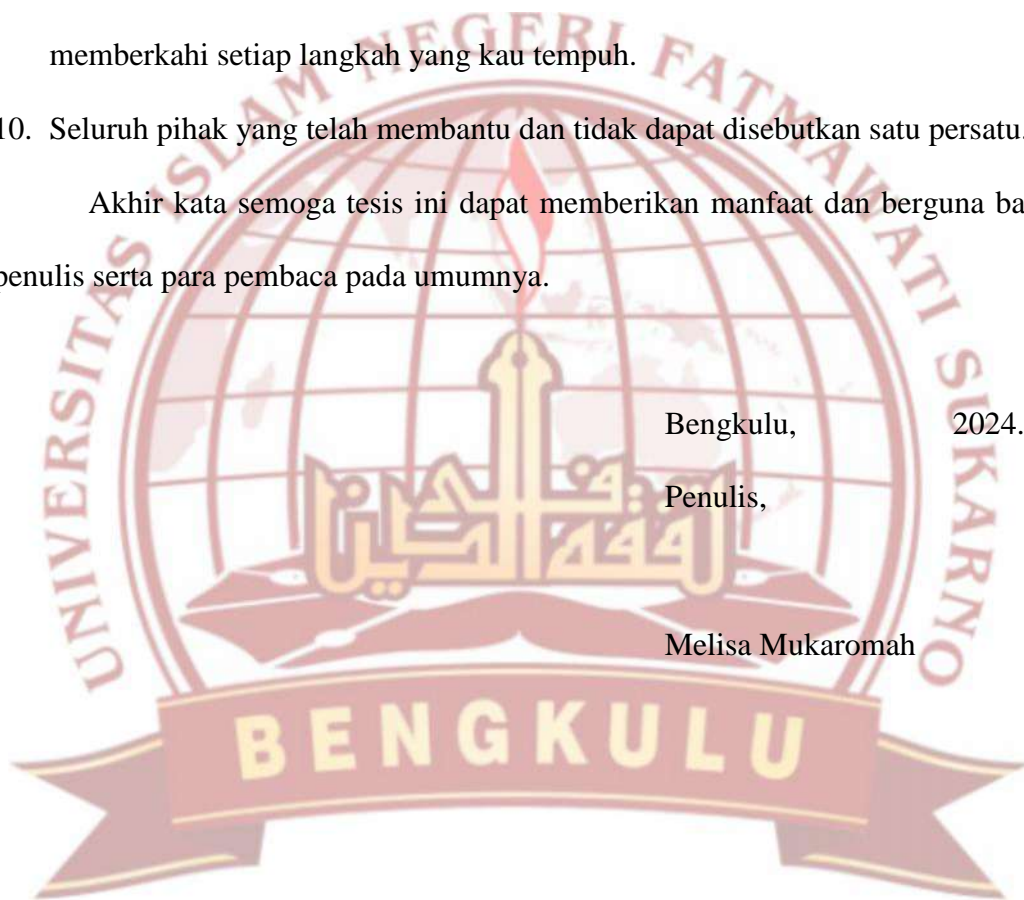 memberkahi setiap langkah yang kau tempuh.
10. Seluruh pihak yang telah membantu dan tidak dapat disebutkan satu persatu.
Akhir kata semoga tesis ini dapat memberikan manfaat dan berguna ba
penulis serta para pembaca pada umumnya.
Bengkulu, 2024.
Penulis,
Melisa Mukaromah
UNIVERSITAS ISLAM NEGERI FATMAWATI SUKARNO
BENGKULU